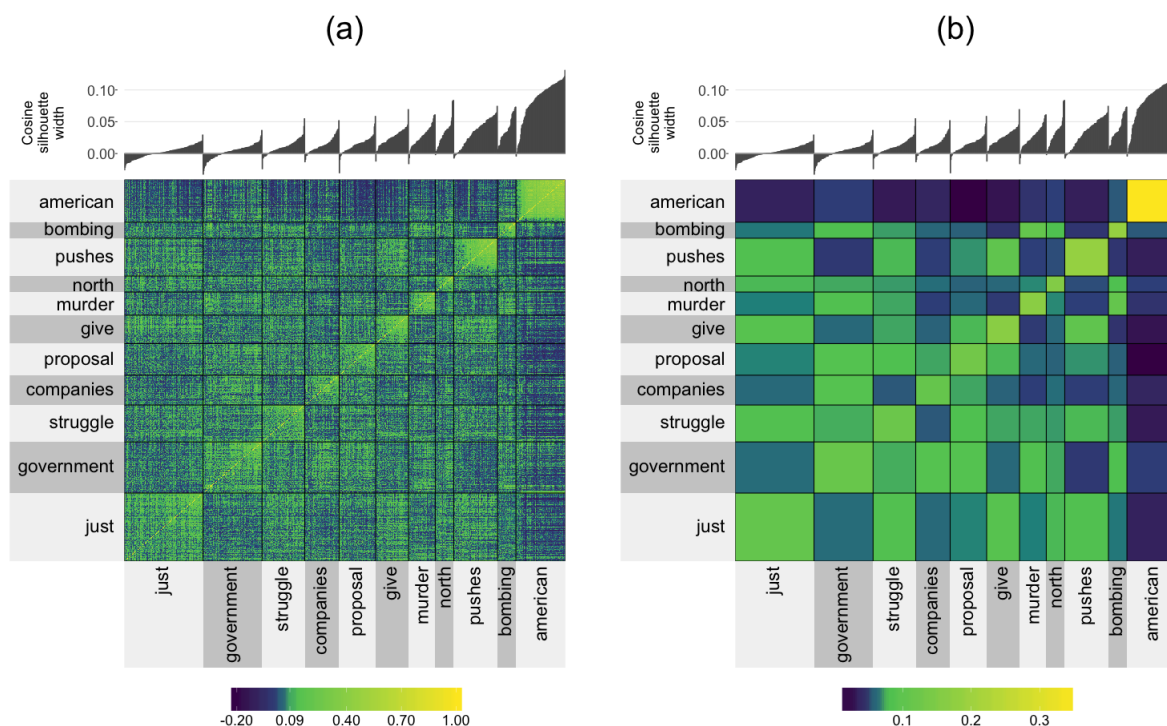 (a)
(b)
Cosine
silhouette
width
0.10
0.05
0.00
american
bombing
pushes
north
murder
give
proposal
companies
struggle
government
just
just
government
struggle
companies
proposal
give
murder
north
pushes
bombing
american
-0.20 0.09 0.40 0.70 1.00
Cosine
silhouette
width
0.10
0.05
0.00
american
bombing
pushes
north
murder
give
proposal
companies
struggle
government
just
just
government
struggle
companies
proposal
give
murder
north
pushes
bombing
american
0.1 0.2 0.3